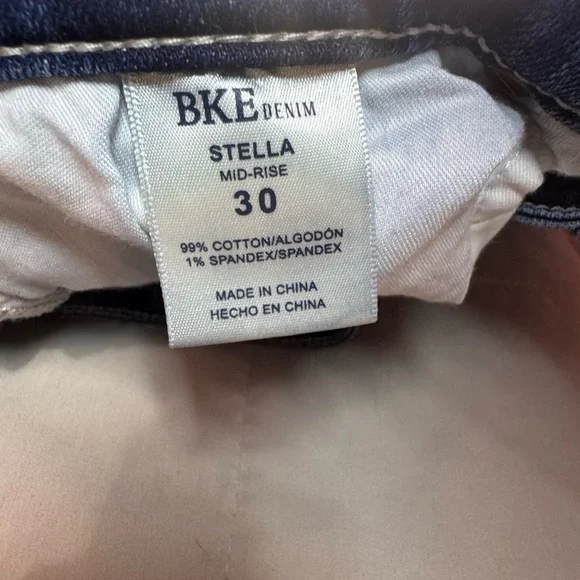 BKE DENIM
STELLA
MID-RISE
30
99% COTTON/ALGODÓN
1% SPANDEX/SPANDEX
MADE IN CHINA
HECHO EN CHINA